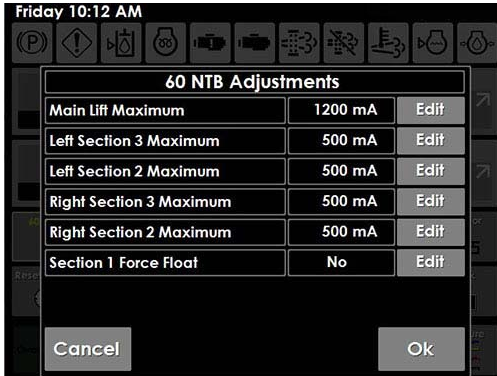 Friday 10:12 AM
(P)
60 NTB Adjustments
Main Lift Maximum 1200 mA Edit
Left Section 3 Maximum 500 mA Edit
Left Section 2 Maximum 500 mA Edit
Right Section 3 Maximum 500 mA Edit
Right Section 2 Maximum 500 mA Edit
Section 1 Force Float No Edit
Cancel Ok